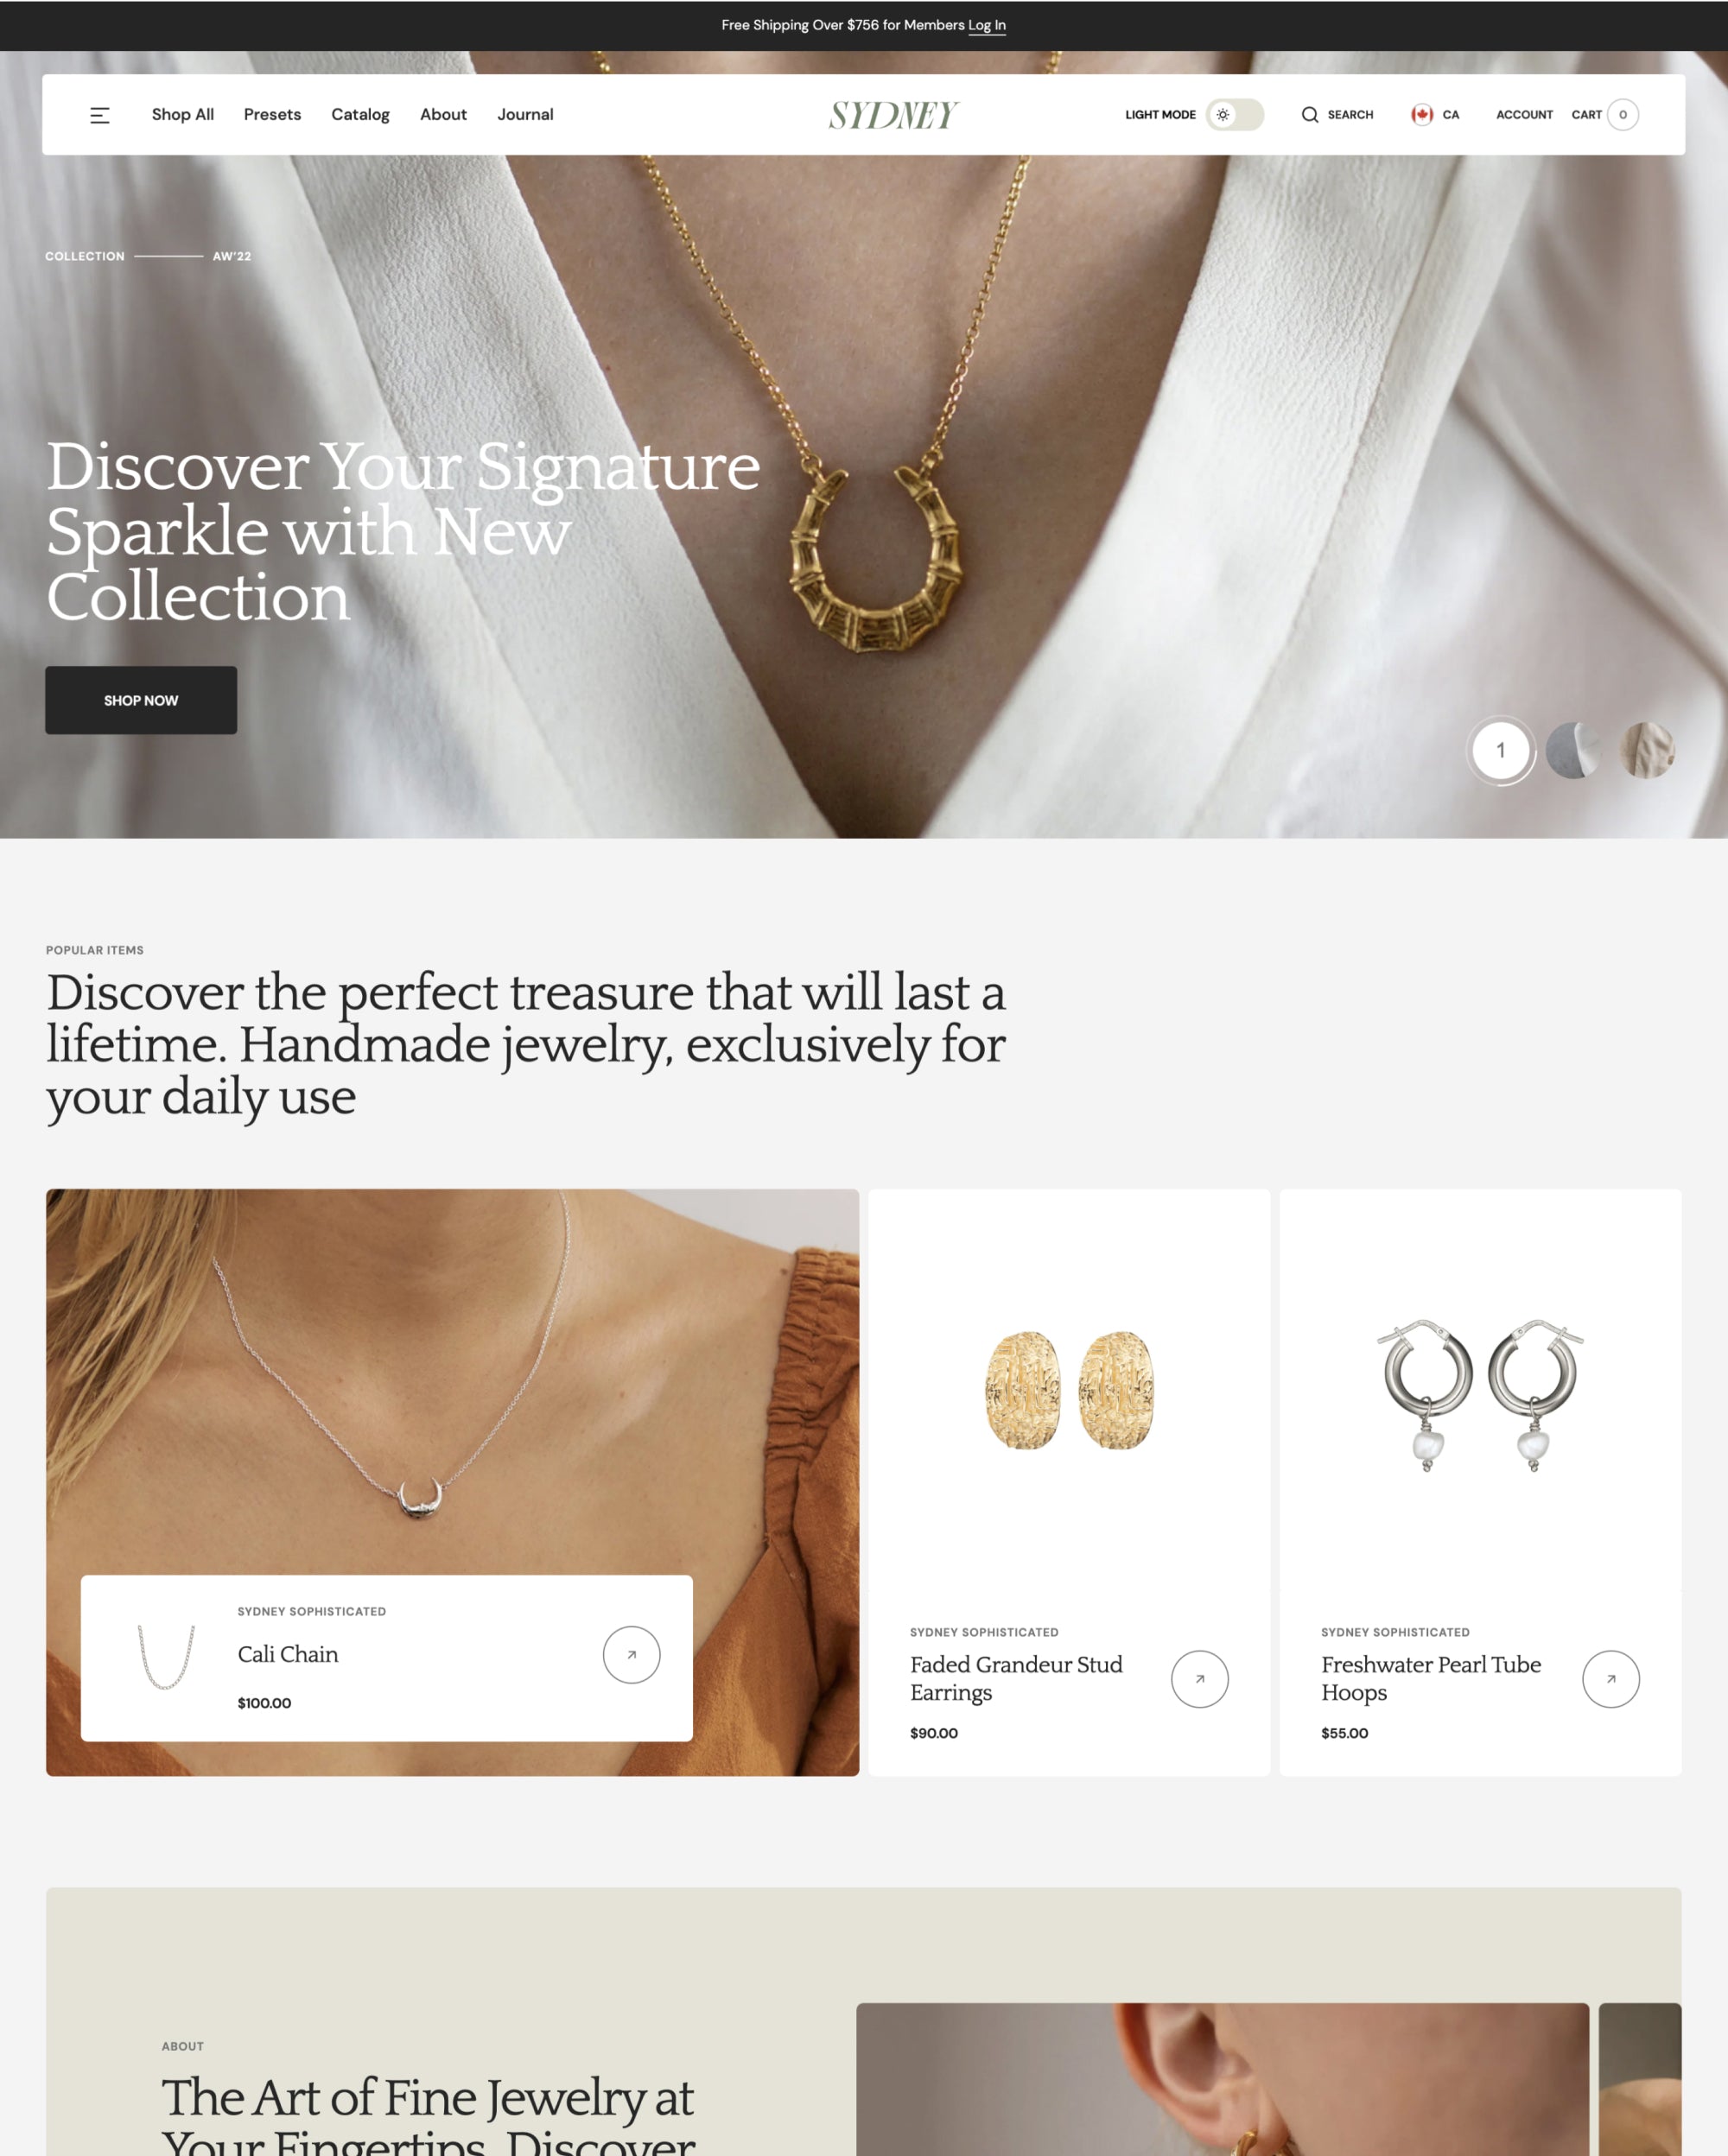 Free Shipping Over $756 for Members Log In
Shop All Presets Catalog About Journal SYDNEY LIGHT MODE SEARCH CA ACCOUNT CART 0
COLLECTION AW'22
Discover Your Signature
Sparkle with New
Collection
SHOP NOW
1
POPULAR ITEMS
Discover the perfect treasure that will last a
lifetime. Handmade jewelry, exclusively for
your daily use
SYDNEY SOPHISTICATED
Cali Chain
$100.00
SYDNEY SOPHISTICATED
Faded Grandeur Stud
Earrings
$90.00
SYDNEY SOPHISTICATED
Freshwater Pearl Tube
Hoops
$55.00
ABOUT
The Art of Fine Jewelry at
Your Fingertips. Discover